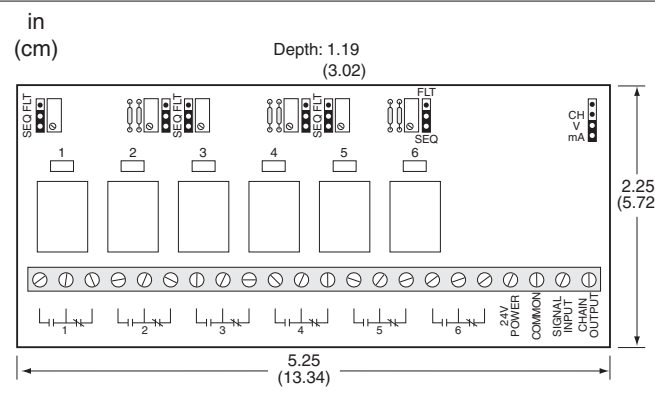 in
(cm)
Depth: 1.19
(3.02)
SEQ FLT
SEQ FLT
SEQ FLT
FLT
SEQ
CH
V
mA
1 2 3 4 5 6
2.25
(5.72
1 2 3 4 5 6
24V
POWER
COMMON
SIGNAL
INPUT
CHAIN
OUTPUT
5.25
(13.34)